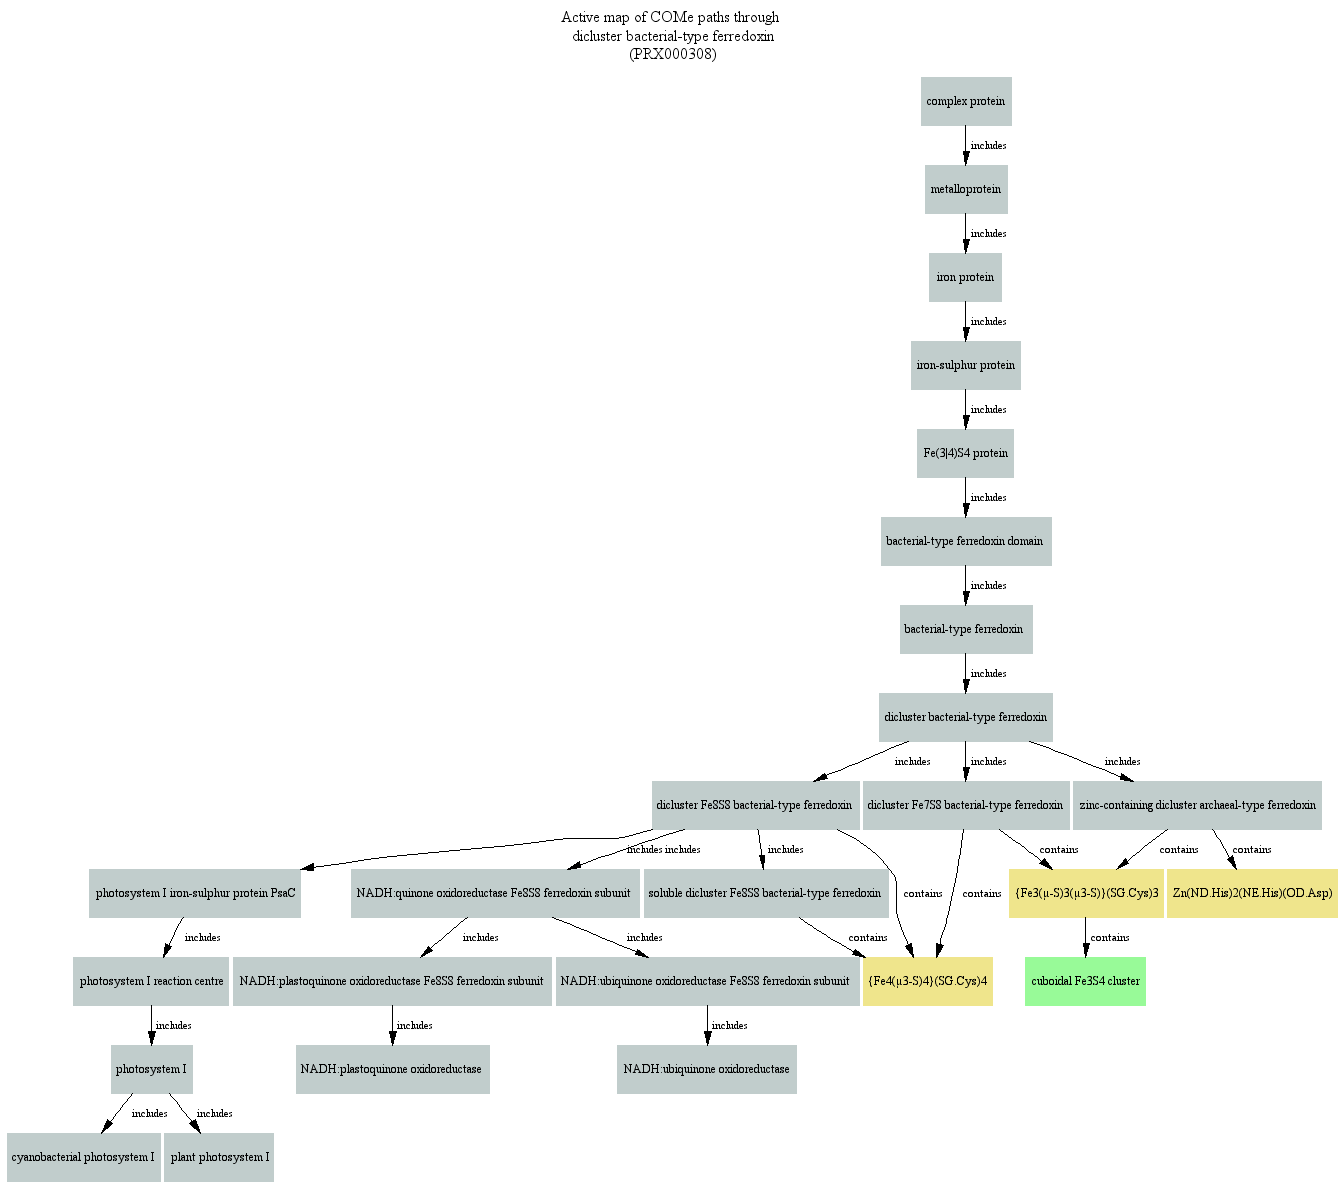 Active map of COMe paths through
dicluster bacterial-type ferredoxin
(PRX000308)
complex protein
includes
metalloprotein
includes
iron protein
includes
iron-sulphur protein
includes
Fe(3|4)S4 protein
includes
bacterial-type ferredoxin domain
includes
bacterial-type ferredoxin
includes
dicluster bacterial-type ferredoxin
includes
includes
includes
dicluster Fe8S8 bacterial-type ferredoxin
dicluster Fe7S8 bacterial-type ferredoxin
zinc-containing dicluster archaeal-type ferredoxin
includes
includes
includes
contains
contains
contains
contains
contains
photosystem I iron-sulphur protein PsaC
NADH:quinone oxidoreductase Fe8S8 ferredoxin subunit
soluble dicluster Fe8S8 bacterial-type ferredoxin
{Fe3(µ-S)3(µ3-S)}(SG.Cys)3
Zn(ND.His)2(NE.His)(OD.Asp)
includes
includes
includes
contains
contains
photosystem I reaction centre
NADH:plastoquinone oxidoreductase Fe8S8 ferredoxin subunit
NADH:ubiquinone oxidoreductase Fe8S8 ferredoxin subunit
{Fe4(µ3-S)4}(SG.Cys)4
cuboidal Fe3S4 cluster
includes
includes
includes
photosystem I
NADH:plastoquinone oxidoreductase
NADH:ubiquinone oxidoreductase
includes
includes
cyanobacterial photosystem I
plant photosystem I